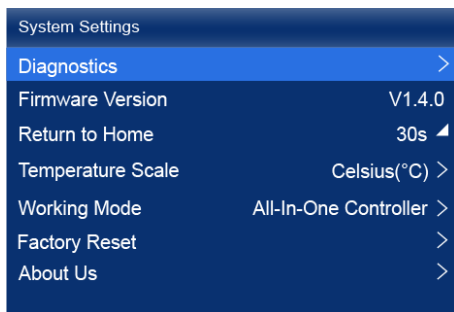 System Settings
Diagnostics >
Firmware Version V1.4.0
Return to Home 30s
Temperature Scale Celsius(°C) >
Working Mode All-In-One Controller >
Factory Reset >
About Us >